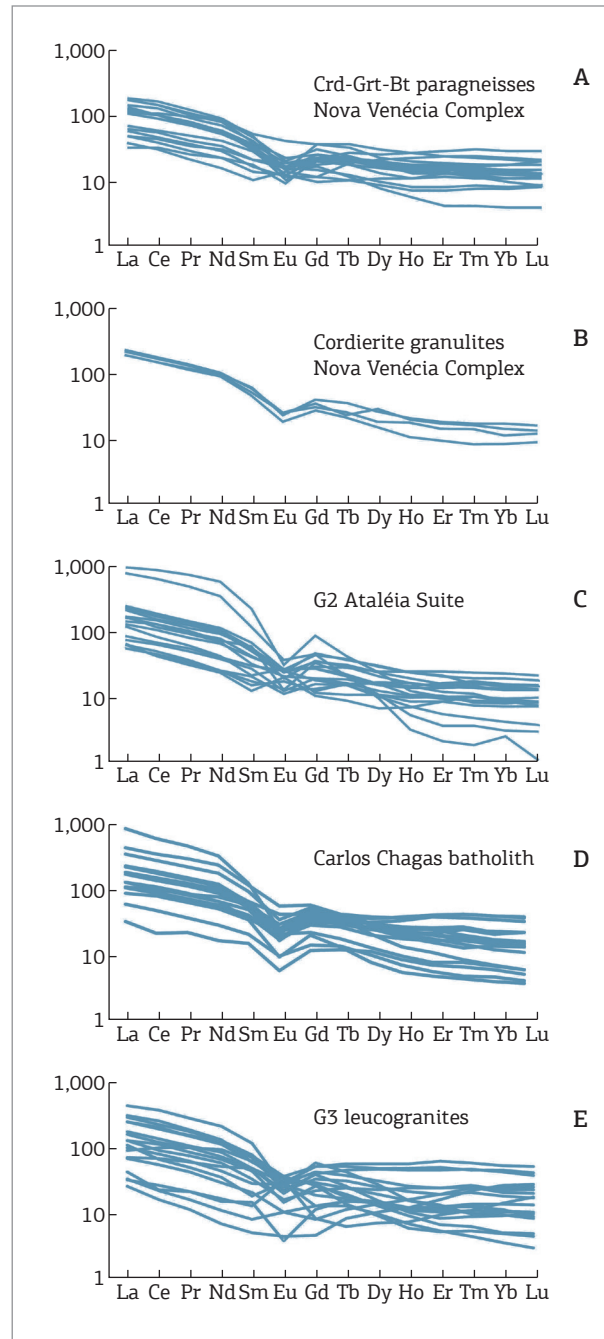 A
Crd-Grt-Bt paragneisses
Nova Venécia Complex
1,000
100
10
1
La Ce Pr Nd Sm Eu Gd Tb Dy Ho Er Tm Yb Lu
B
Cordierite granulites
Nova Venécia Complex
1,000
100
10
1
La Ce Pr Nd Sm Eu Gd Tb Dy Ho Er Tm Yb Lu
C
G2 Ataléia Suite
1,000
100
10
1
La Ce Pr Nd Sm Eu Gd Tb Dy Ho Er Tm Yb Lu
D
Carlos Chagas batholith
1,000
100
10
1
La Ce Pr Nd Sm Eu Gd Tb Dy Ho Er Tm Yb Lu
E
G3 leucogranites
1,000
100
10
1
La Ce Pr Nd Sm Eu Gd Tb Dy Ho Er Tm Yb Lu